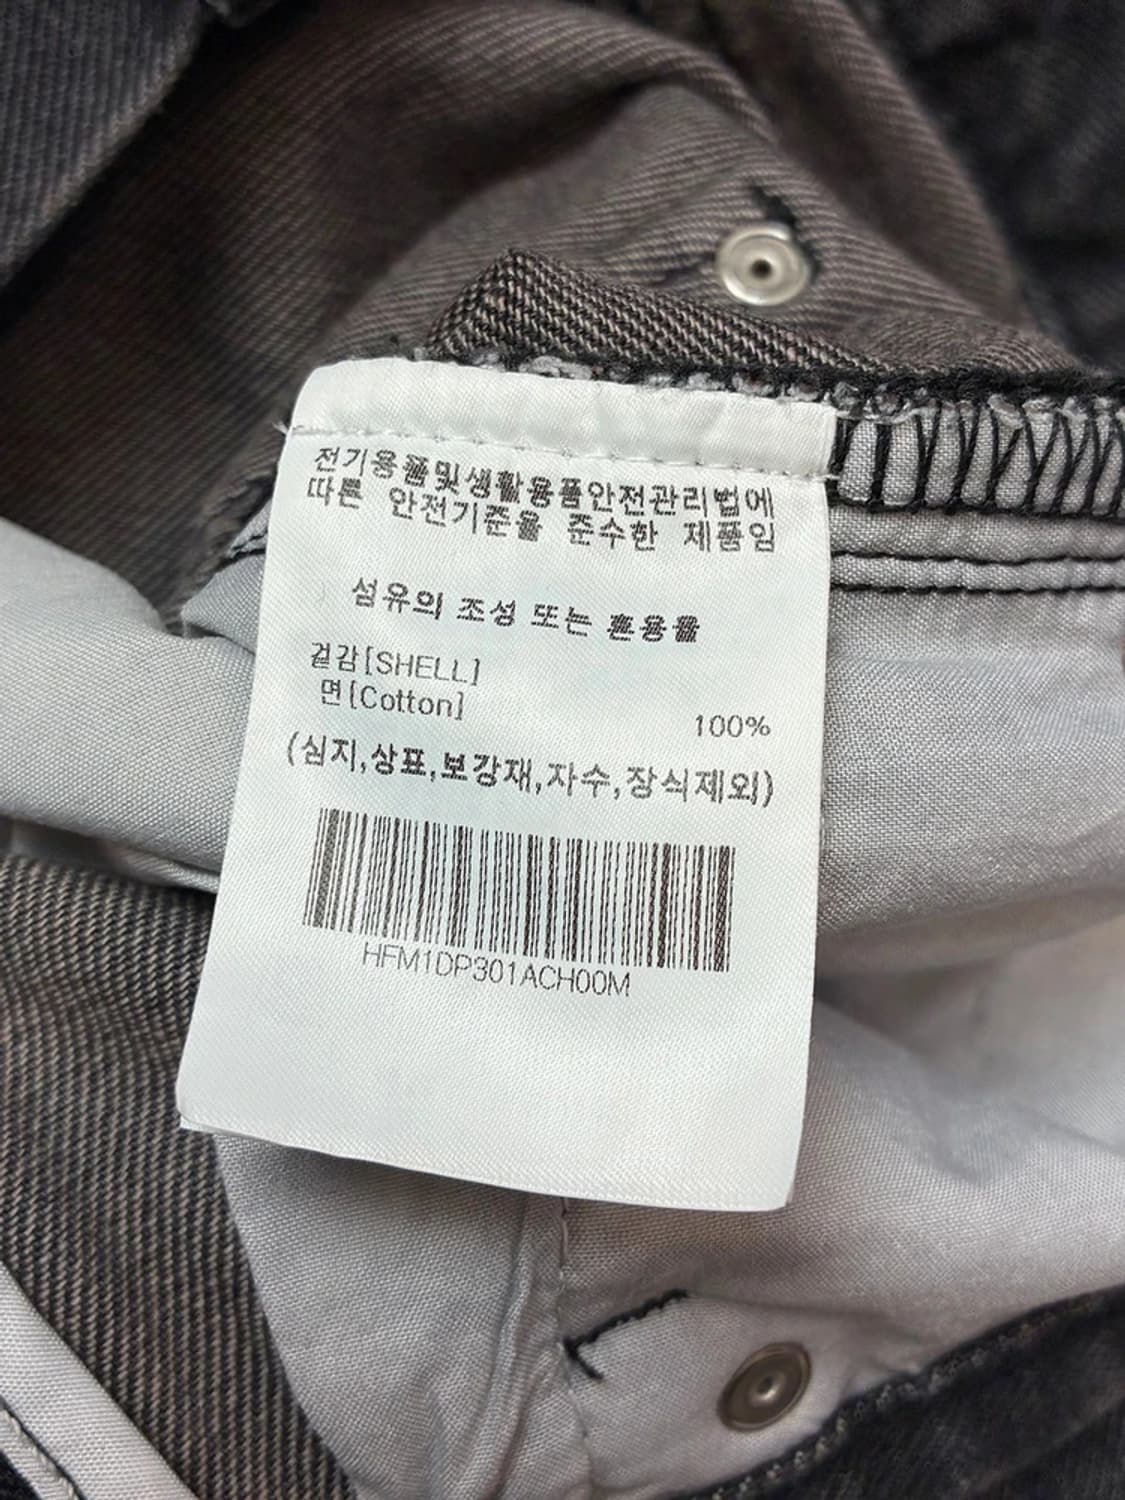 전기용품및생활용품안전관리법에
따른 안전기준을 준수한 제품임
섬유의 조성 또는 혼용율
겉감[SHELL]
면[Cotton]
100%
(심지,상표,보강재,자수,장식제외)
HFM1DP301ACH00M